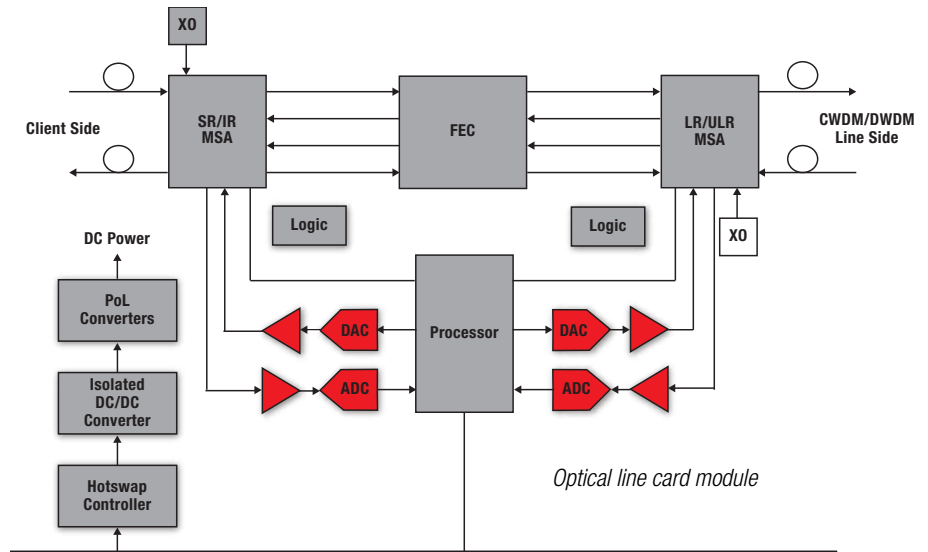 XO
Client Side
SR/IR
MSA
FEC
LR/ULR
MSA
CWDM/DWDM
Line Side
Logic
Logic
XO
DC Power
PoL
Converters
DAC
Processor
DAC
Isolated
DC/DC
Converter
ADC
ADC
Hotswap
Controller
Optical line card module